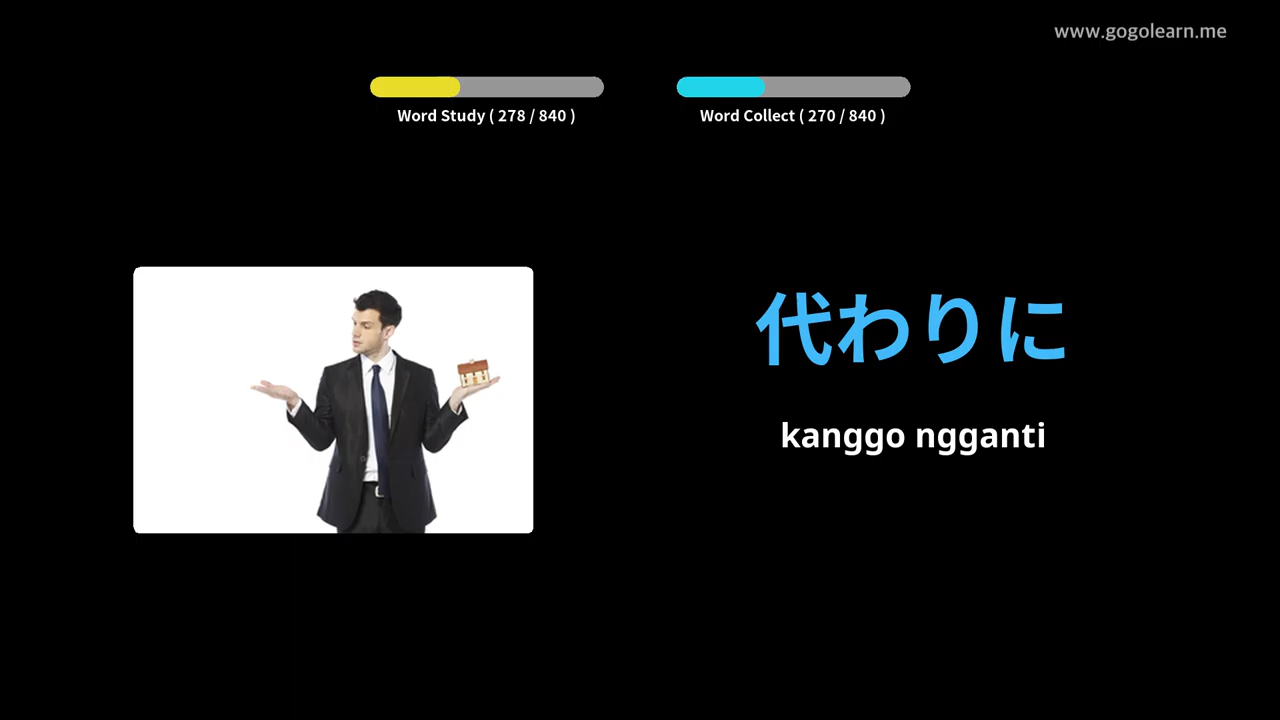 www.gogolearn.me
Word Study ( 278 / 840 )
Word Collect ( 270 / 840 )
代わりに
kanggo ngganti